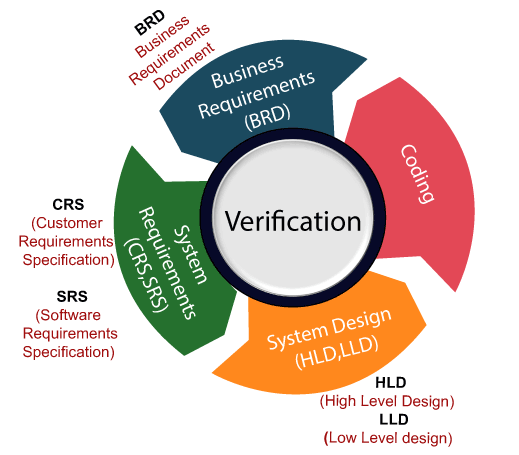 BRD
Business
Requirements
Document
Business
Requirements
(BRD)
Coding
Verification
CRS
(Customer
Requirements
Specification)
SRS
(Software
Requirements
Specification)
System
Requirements
(CRS,SRS)
System Design
(HLD,LLD)
HLD
(High Level Design)
LLD
(Low Level design)